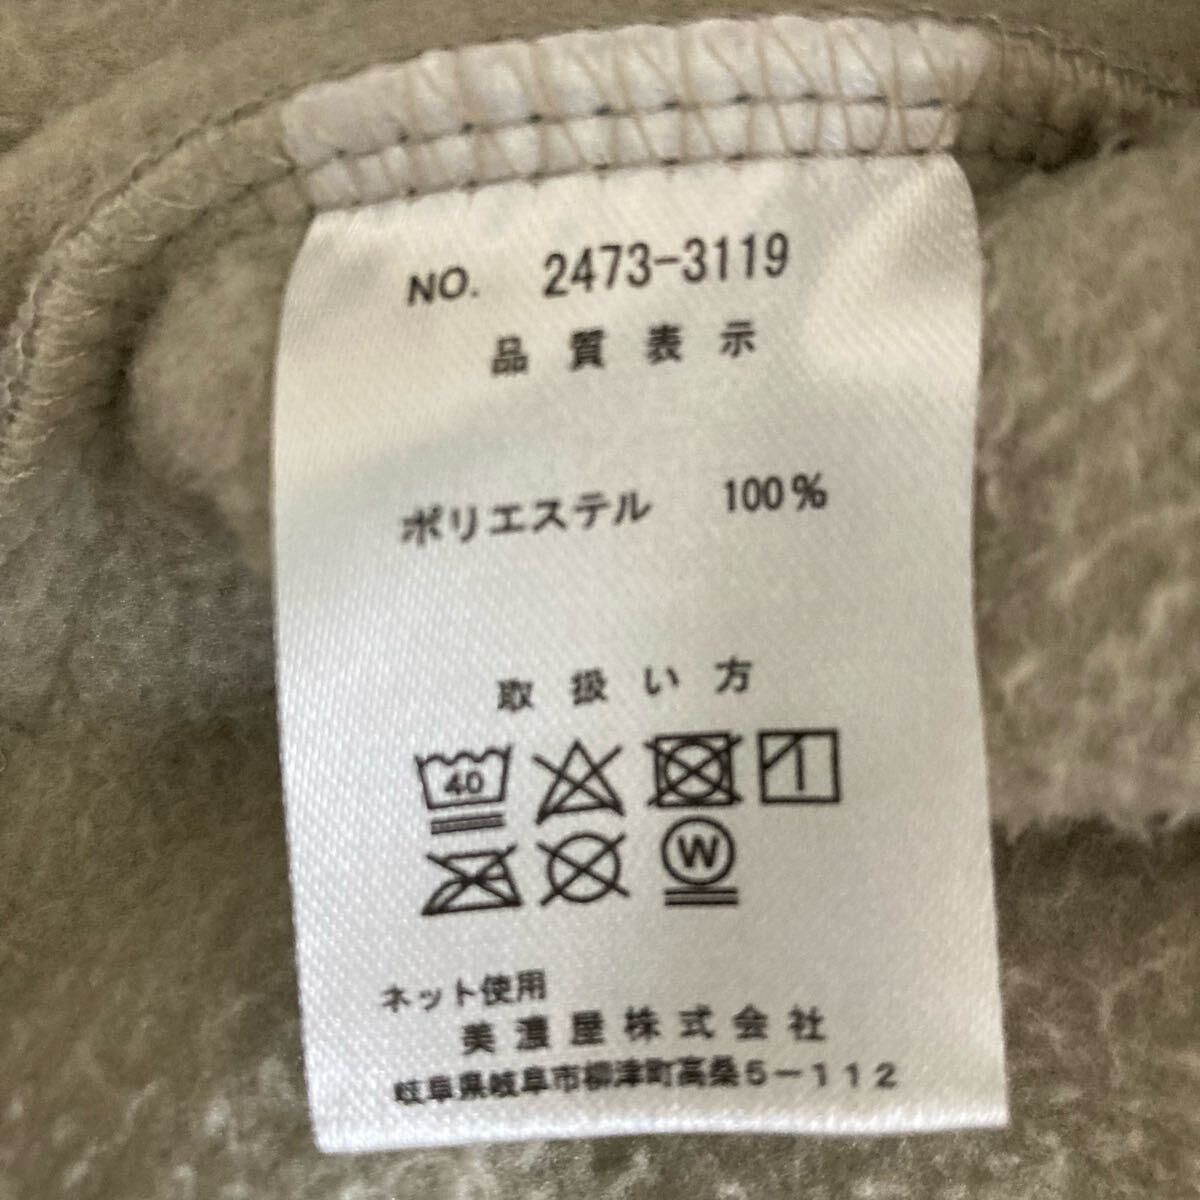 NO. 2473-3119
品質表示
ポリエステル 100%
取扱い方
40
W
ネット使用
美濃屋株式会社
岐阜県岐阜市柳津町高桑5-112